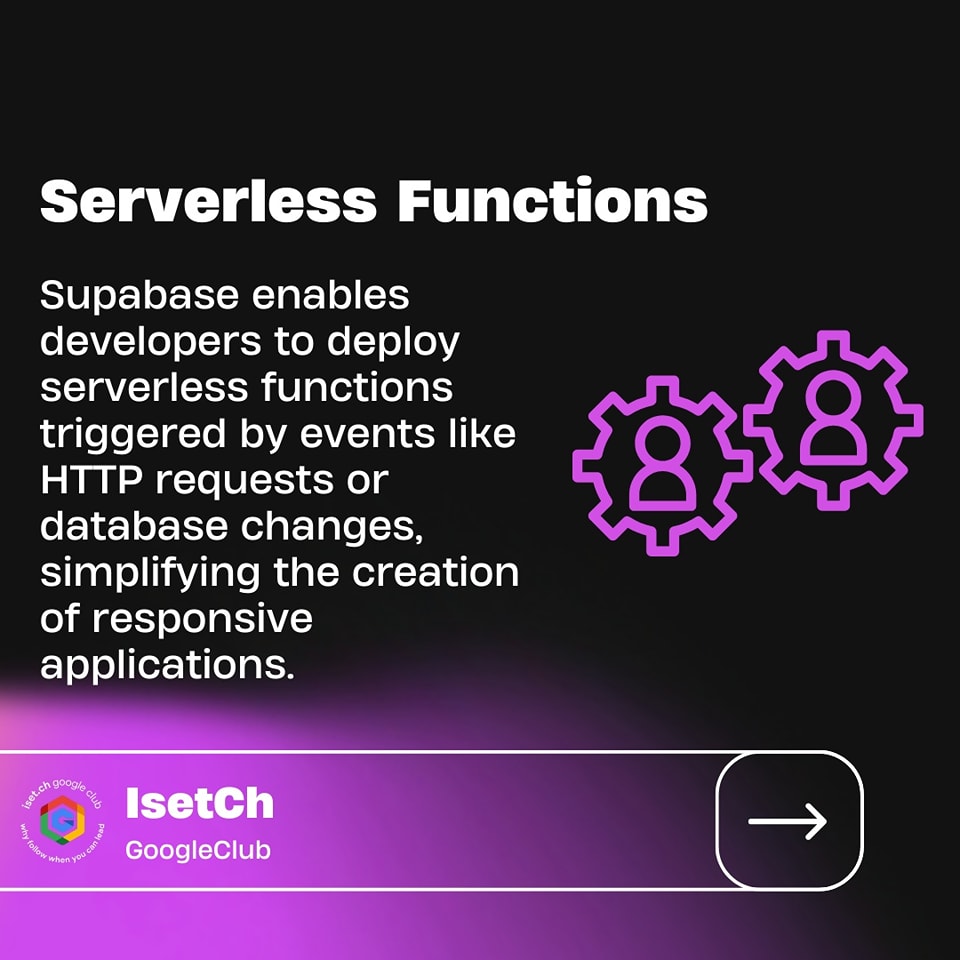 Serverless Functions
Supabase enables
developers to deploy
serverless functions
triggered by events like
HTTP requests or
database changes,
simplifying the creation
of responsive
applications.
iset.ch google club
why follow when you can lead
IsetCh
GoogleClub